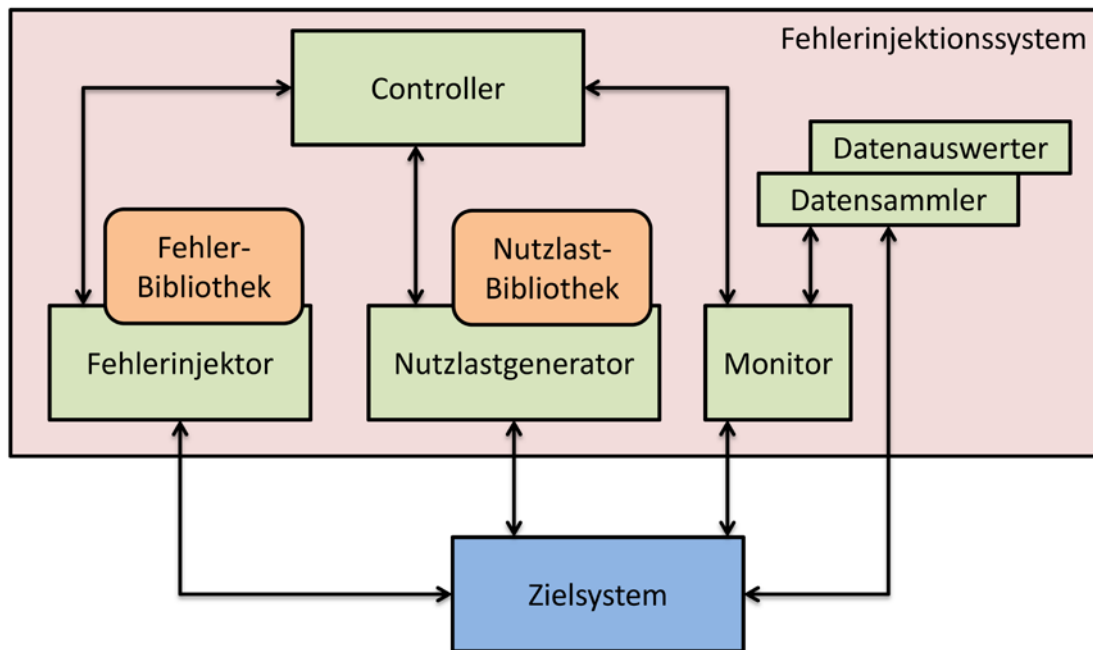 Fehlerinjektionssystem
Controller
Datenauswerter
Datensammler
Fehler-
Bibliothek
Nutzlast-
Bibliothek
Fehlerinjektor
Nutzlastgenerator
Monitor
Zielsystem